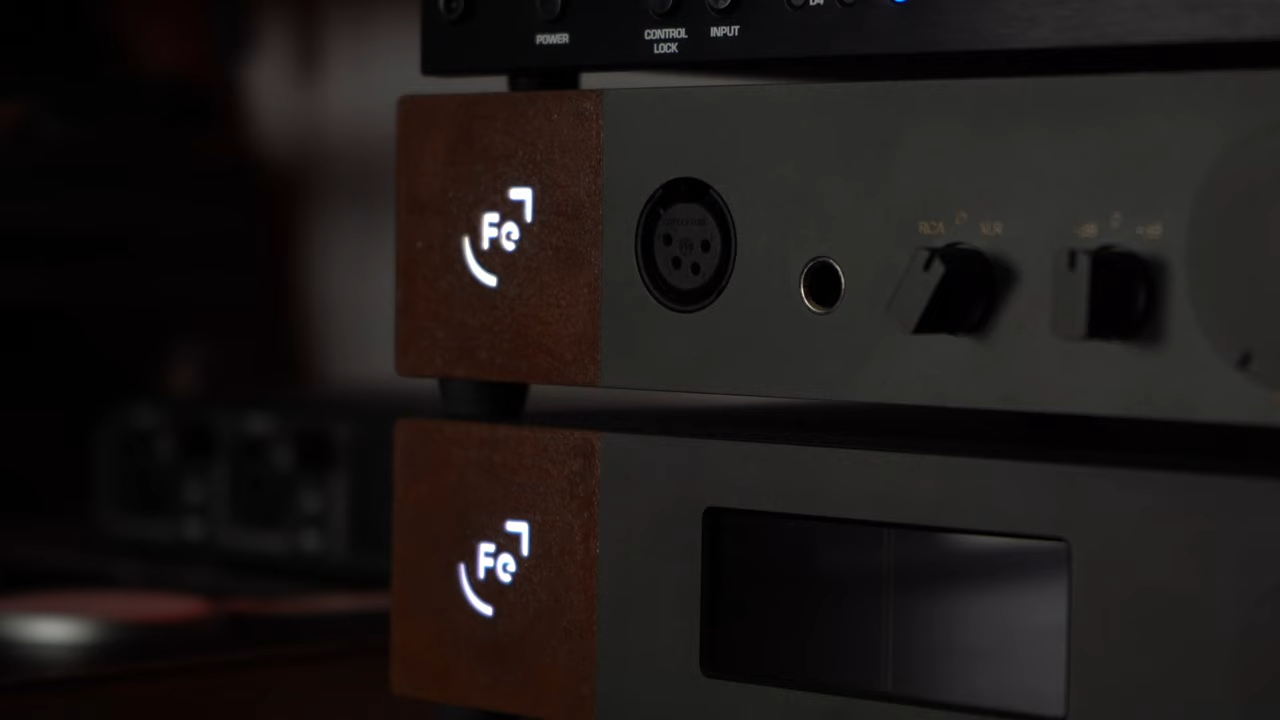 POWER
CONTROL
LOCK
INPUT
Fe
RCA
XLR
Fe